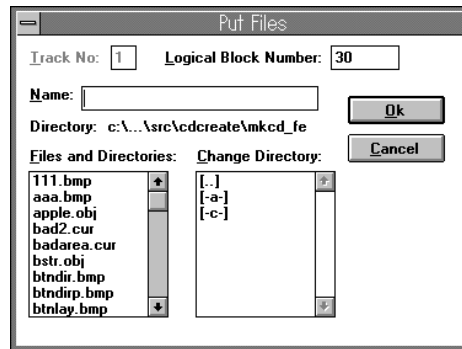 Put Files
Track No: 1 Logical Block Number: 30
Name:
Ok
Directory: c:\...\src\cdcreate\mkcd_fe
Cancel
Files and Directories: Change Directory:
111.bmp [..]
aaa.bmp [-a-]
apple.obj [-c-]
bad2.cur
badarea.cur
bstr.obj
btndir.bmp
btndirp.bmp
btnlay.bmp